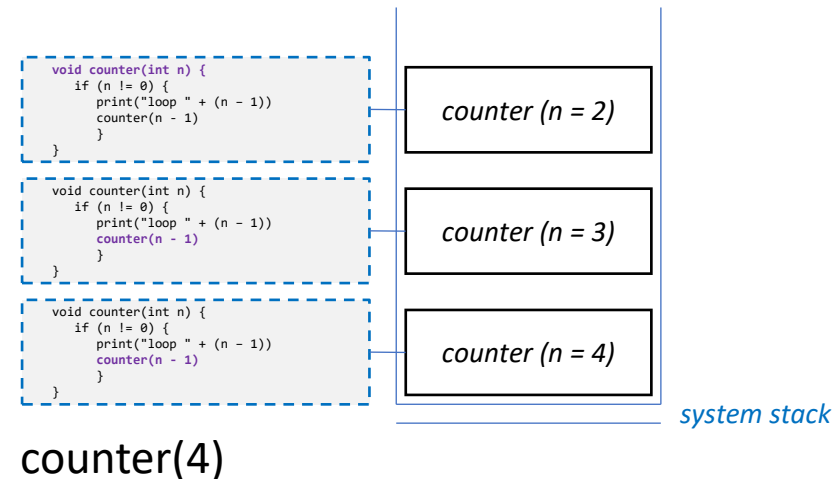 void counter(int n) {
if (n != 0) {
print("loop " + (n – 1))
counter(n - 1)
}
}
counter (n = 2)
void counter(int n) {
if (n != 0) {
print("loop " + (n – 1))
counter(n - 1)
}
}
counter (n = 3)
void counter(int n) {
if (n != 0) {
print("loop " + (n – 1))
counter(n - 1)
}
}
counter (n = 4)
system stack
counter(4)